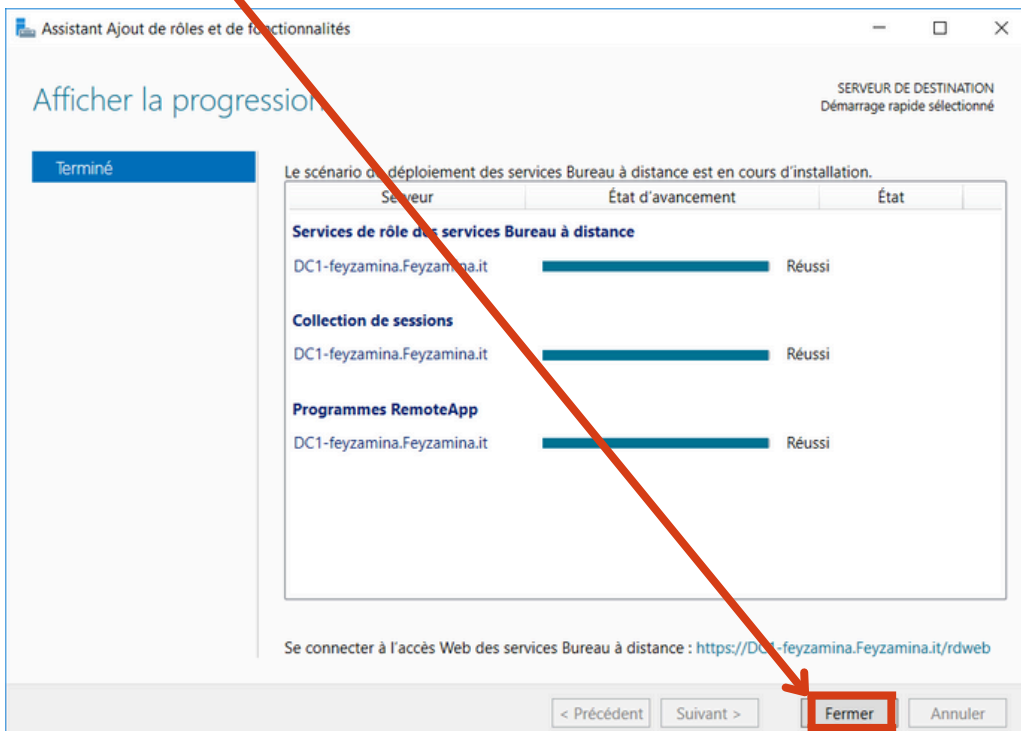 Assistant Ajout de rôles et de fonctionnalités
Afficher la progression
SERVEUR DE DESTINATION
Démarrage rapide sélectionné
Terminé
Le scénario de déploiement des services Bureau à distance est en cours d'installation.
Serveur État d'avancement État
Services de rôle des services Bureau à distance
DC1-feyzamina.Feyzamina.it Réussi
Collection de sessions
DC1-feyzamina.Feyzamina.it Réussi
Programmes RemoteApp
DC1-feyzamina.Feyzamina.it Réussi
Se connecter à l'accès Web des services Bureau à distance : https://DC1-feyzamina.Feyzamina.it/rdweb
< Précédent Suivant > Fermer Annuler